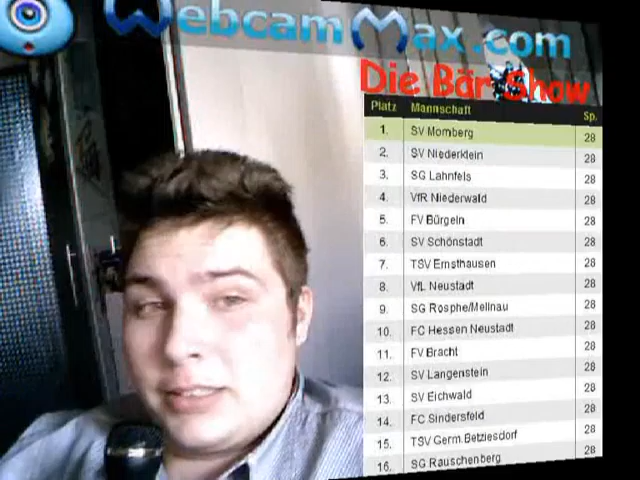 WebcamMax.com
Die Bär Show
Platz Mannschaft Sp.
1. SV Momberg 28
2. SV Niederklein 28
3. SG Lahnfels 28
4. VfR Niederwald 28
5. FV Bürgeln 28
6. SV Schönstadt 28
7. TSV Ernsthausen 28
8. VfL Neustadt 28
9. SG Rosphe/Mellnau 28
10. FC Hessen Neustadt 28
11. FV Bracht 28
12. SV Langenstein 28
13. SV Eichwald 28
14. FC Sindersfeld 28
15. TSV Germ.Betziesdorf 28
16. SG Rauschenberg 28